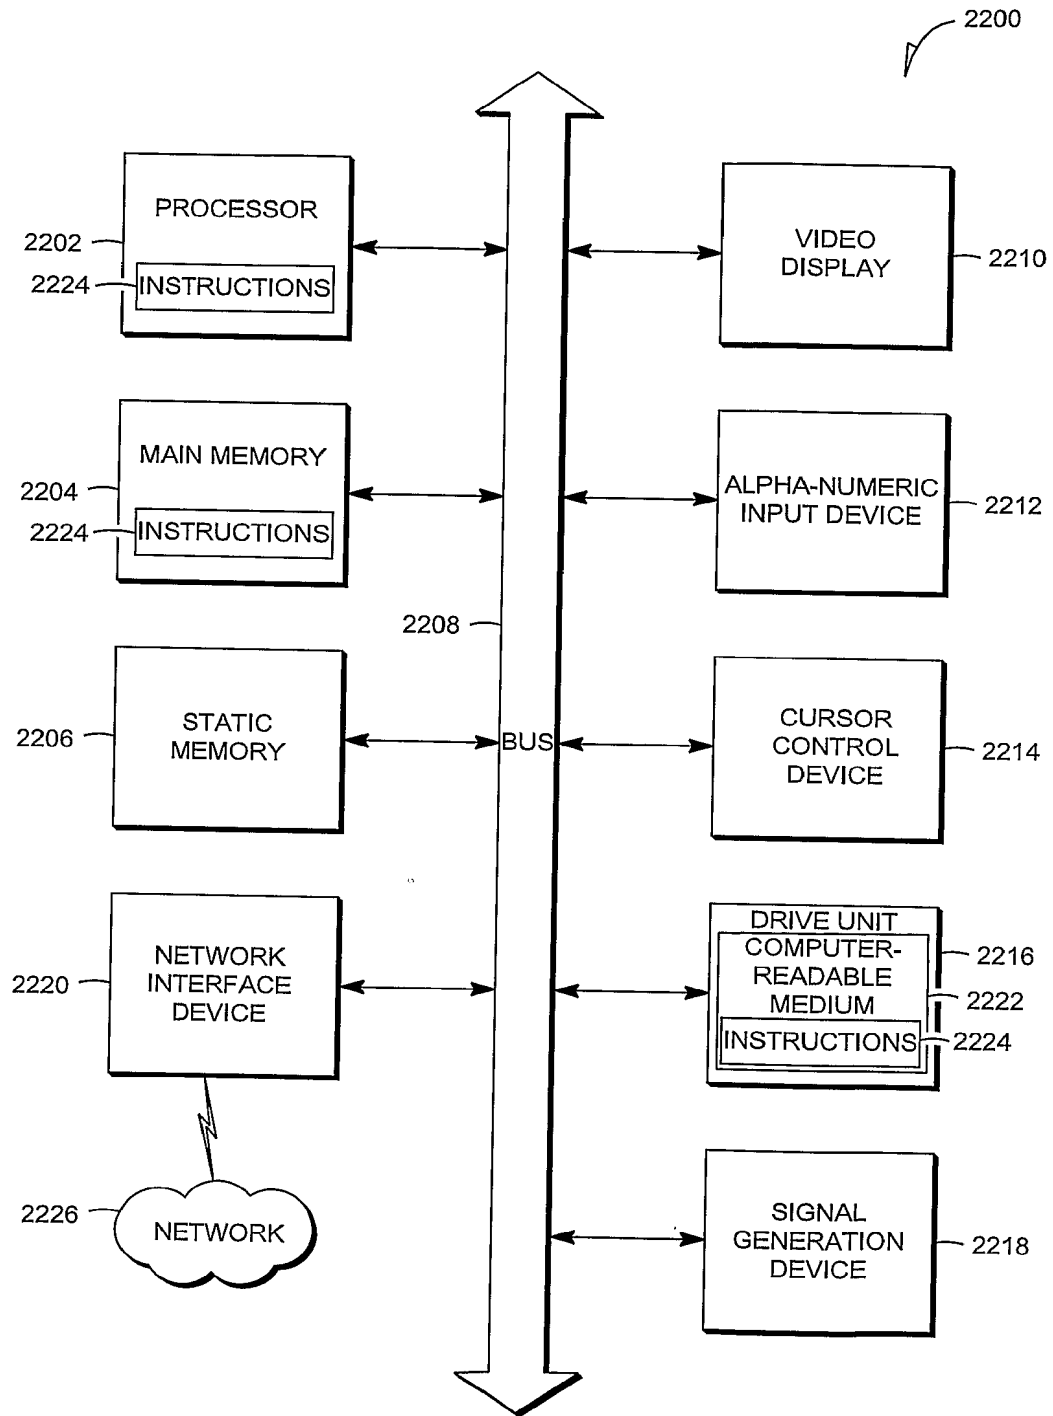 2200
PROCESSOR
2202
2224
INSTRUCTIONS
VIDEO
DISPLAY
2210
MAIN MEMORY
2204
2224
INSTRUCTIONS
ALPHA-NUMERIC
INPUT DEVICE
2212
2208
STATIC
MEMORY
2206
BUS
CURSOR
CONTROL
DEVICE
2214
NETWORK
INTERFACE
DEVICE
2220
DRIVE UNIT
COMPUTER-
READABLE
MEDIUM
INSTRUCTIONS
2216
2222
2224
2226
NETWORK
SIGNAL
GENERATION
DEVICE
2218